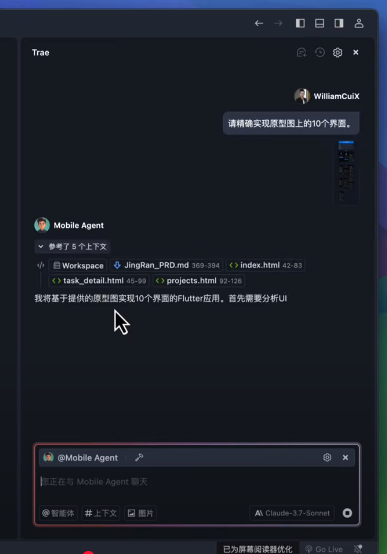 Trae
WilliamCuiX
请精确实现原型图上的10个界面。
Mobile Agent
参考了 5 个上下文
Workspace JingRan_PRD.md 369-394 index.html 42-83
task_detail.html 45-99 projects.html 92-126
我将基于提供的原型图实现10个界面的Flutter应用。首先需要分析UI
@Mobile Agent
您正在与 Mobile Agent 聊天
@智能体 #上下文 图片 Claude-3.7-Sonnet
已为屏幕阅读器优化 Go Live